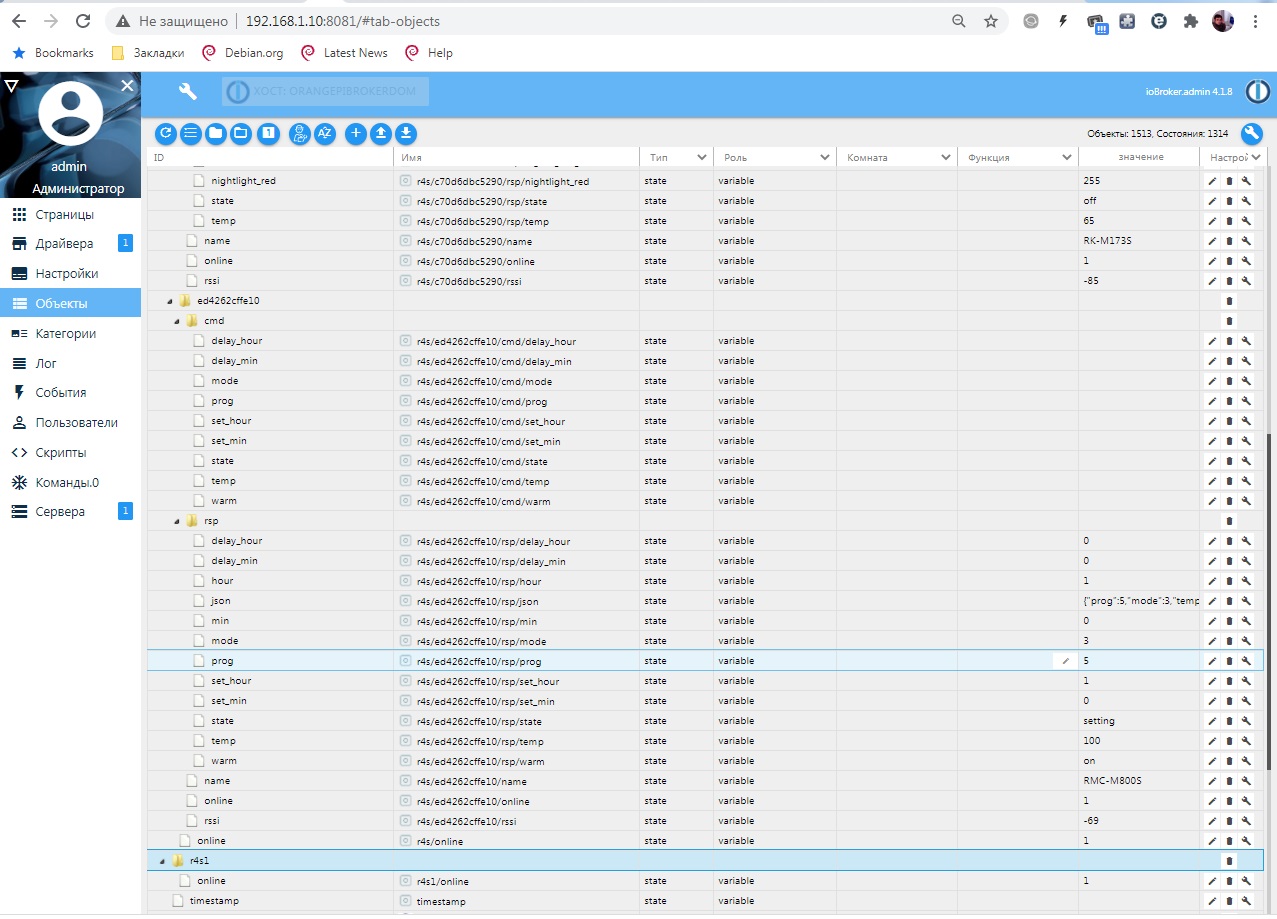 Не защищено 192.168.1.10:8081/#tab-objects
Bookmarks Закладки Debian.org Latest News Help
ХОСТ: ORANGEPIBROKERDOM ioBroker.admin 4.1.8
admin
Администратор
Страницы
Драйвера 1
Настройки
Объекты
Категории
Лог
События
Пользователи
Скрипты
Команды.0
Сервера 1
Объекты: 1513, Состояния: 1314
ID Имя Тип Роль Комната Функция значение Настрой
nightlight_red r4s/c70d6dbc5290/rsp/nightlight_red state variable 255
state r4s/c70d6dbc5290/rsp/state state variable off
temp r4s/c70d6dbc5290/rsp/temp state variable 65
name r4s/c70d6dbc5290/name state variable RK-M173S
online r4s/c70d6dbc5290/online state variable 1
rssi r4s/c70d6dbc5290/rssi state variable -85
ed4262cffe10
cmd
delay_hour r4s/ed4262cffe10/cmd/delay_hour state variable
delay_min r4s/ed4262cffe10/cmd/delay_min state variable
mode r4s/ed4262cffe10/cmd/mode state variable
prog r4s/ed4262cffe10/cmd/prog state variable
set_hour r4s/ed4262cffe10/cmd/set_hour state variable
set_min r4s/ed4262cffe10/cmd/set_min state variable
state r4s/ed4262cffe10/cmd/state state variable
temp r4s/ed4262cffe10/cmd/temp state variable
warm r4s/ed4262cffe10/cmd/warm state variable
rsp
delay_hour r4s/ed4262cffe10/rsp/delay_hour state variable 0
delay_min r4s/ed4262cffe10/rsp/delay_min state variable 0
hour r4s/ed4262cffe10/rsp/hour state variable 1
json r4s/ed4262cffe10/rsp/json state variable {"prog":5,"mode":3,"temp
min r4s/ed4262cffe10/rsp/min state variable 0
mode r4s/ed4262cffe10/rsp/mode state variable 3
prog r4s/ed4262cffe10/rsp/prog state variable 5
set_hour r4s/ed4262cffe10/rsp/set_hour state variable 1
set_min r4s/ed4262cffe10/rsp/set_min state variable 0
state r4s/ed4262cffe10/rsp/state state variable setting
temp r4s/ed4262cffe10/rsp/temp state variable 100
warm r4s/ed4262cffe10/rsp/warm state variable on
name r4s/ed4262cffe10/name state variable RMC-M800S
online r4s/ed4262cffe10/online state variable 1
rssi r4s/ed4262cffe10/rssi state variable -69
online r4s/online state variable 1
r4s1
online r4s1/online state variable 1
timestamp timestamp state variable